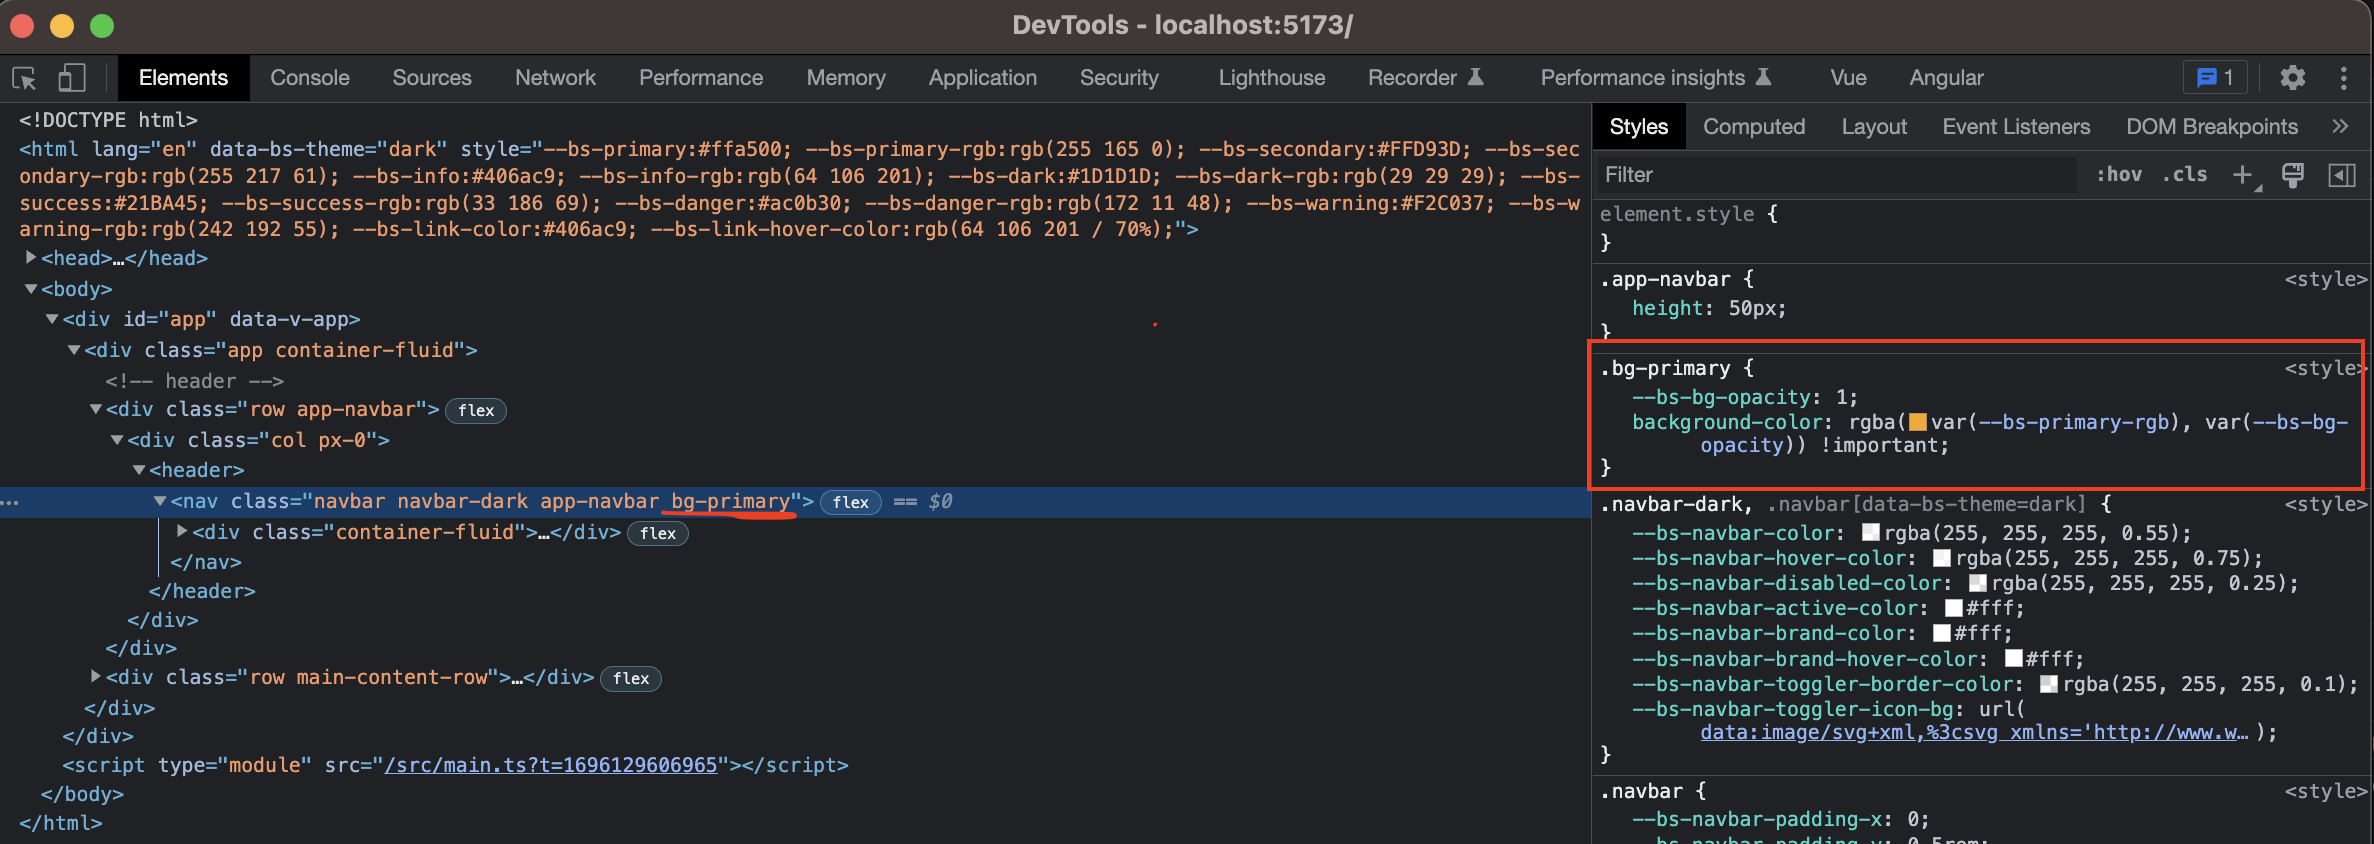 DevTools - localhost:5173/
Elements Console Sources Network Performance Memory Application Security Lighthouse Recorder Performance insights Vue Angular 1
<!DOCTYPE html>
<html lang="en" data-bs-theme="dark" style="--bs-primary:#ffa500; --bs-primary-rgb:rgb(255 165 0); --bs-secondary:#FFD93D; --bs-sec
ondary-rgb:rgb(255 217 61); --bs-info:#406ac9; --bs-info-rgb:rgb(64 106 201); --bs-dark:#1D1D1D; --bs-dark-rgb:rgb(29 29 29); --bs-
success:#21BA45; --bs-success-rgb:rgb(33 186 69); --bs-danger:#ac0b30; --bs-danger-rgb:rgb(172 11 48); --bs-warning:#F2C037; --bs-w
arning-rgb:rgb(242 192 55); --bs-link-color:#406ac9; --bs-link-hover-color:rgb(64 106 201 / 70%);">
<head>…</head>
<body>
<div id="app" data-v-app>
<div class="app container-fluid">
<!-- header -->
<div class="row app-navbar"> flex
<div class="col px-0">
<header>
<nav class="navbar navbar-dark app-navbar bg-primary"> flex == $0
<div class="container-fluid">…</div> flex
</nav>
</header>
</div>
</div>
<div class="row main-content-row">…</div> flex
</div>
</div>
<script type="module" src="/src/main.ts?t=1696129606965"></script>
</body>
</html>
Styles Computed Layout Event Listeners DOM Breakpoints
Filter :hov .cls
element.style {
}
.app-navbar { <style>
height: 50px;
}
.bg-primary { <style>
--bs-bg-opacity: 1;
background-color: rgba(var(--bs-primary-rgb), var(--bs-bg-
opacity)) !important;
}
.navbar-dark, .navbar[data-bs-theme=dark] { <style>
--bs-navbar-color: rgba(255, 255, 255, 0.55);
--bs-navbar-hover-color: rgba(255, 255, 255, 0.75);
--bs-navbar-disabled-color: rgba(255, 255, 255, 0.25);
--bs-navbar-active-color: #fff;
--bs-navbar-brand-color: #fff;
--bs-navbar-brand-hover-color: #fff;
--bs-navbar-toggler-border-color: rgba(255, 255, 255, 0.1);
--bs-navbar-toggler-icon-bg: url(
data:image/svg+xml,%3csvg xmlns='http://www.w… );
}
.navbar { <style>
--bs-navbar-padding-x: 0;
--bs-navbar-padding-y: 0.5rem;